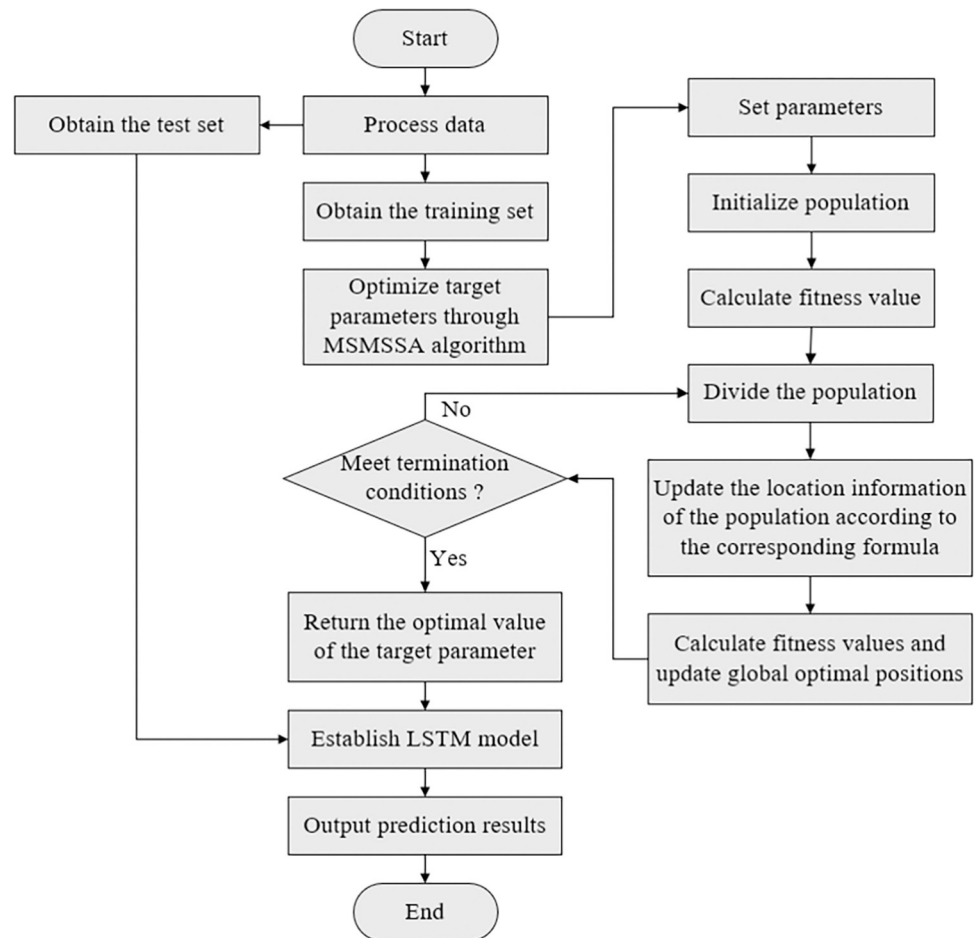 Start
Obtain the test set
Process data
Set parameters
Obtain the training set
Initialize population
Optimize target
parameters through
MSMSSA algorithm
Calculate fitness value
Divide the population
No
Meet termination
conditions ?
Update the location information
of the population according to
the corresponding formula
Yes
Return the optimal value
of the target parameter
Calculate fitness values and
update global optimal positions
Establish LSTM model
Output prediction results
End